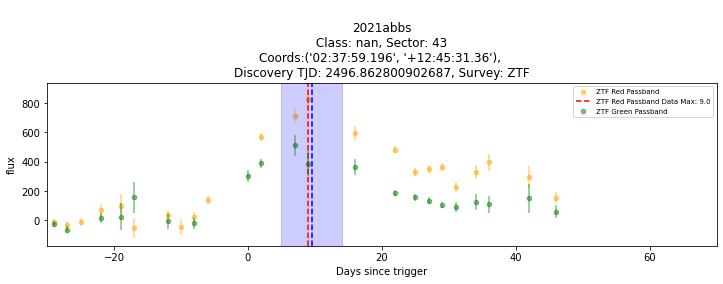 2021abbs
Class: nan, Sector: 43
Coords:('02:37:59.196', '+12:45:31.36'),
Discovery TJD: 2496.862800902687, Survey: ZTF
ZTF Red Passband
ZTF Red Passband Data Max: 9.0
ZTF Green Passband
flux
800
600
400
200
0
−20
0
20
40
60
Days since trigger